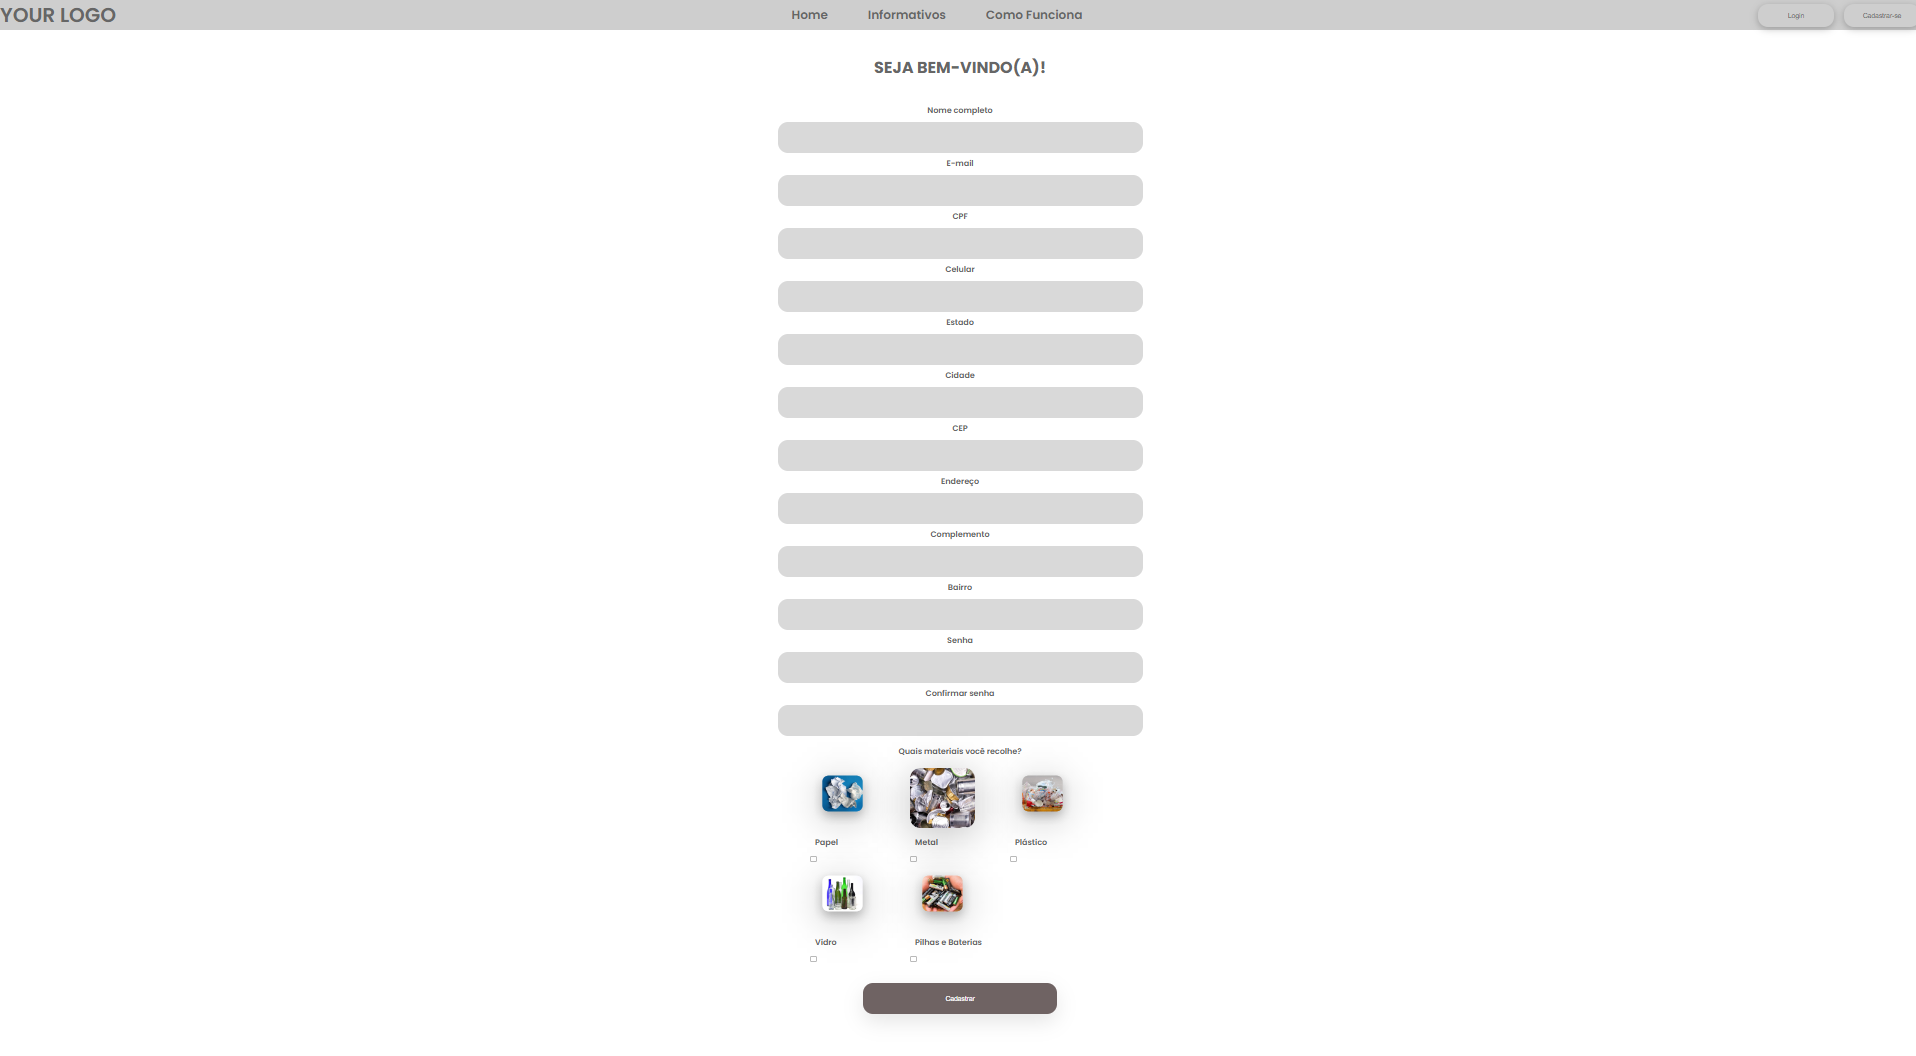 YOUR LOGO
Home Informativos Como Funciona
Login Cadastrar-se
SEJA BEM-VINDO(A)!
Nome completo
E-mail
CPF
Celular
Estado
Cidade
CEP
Endereço
Complemento
Bairro
Senha
Confirmar senha
Quais materiais você recolhe?
Papel Metal Plástico
Vidro Pilhas e Baterias
Cadastrar